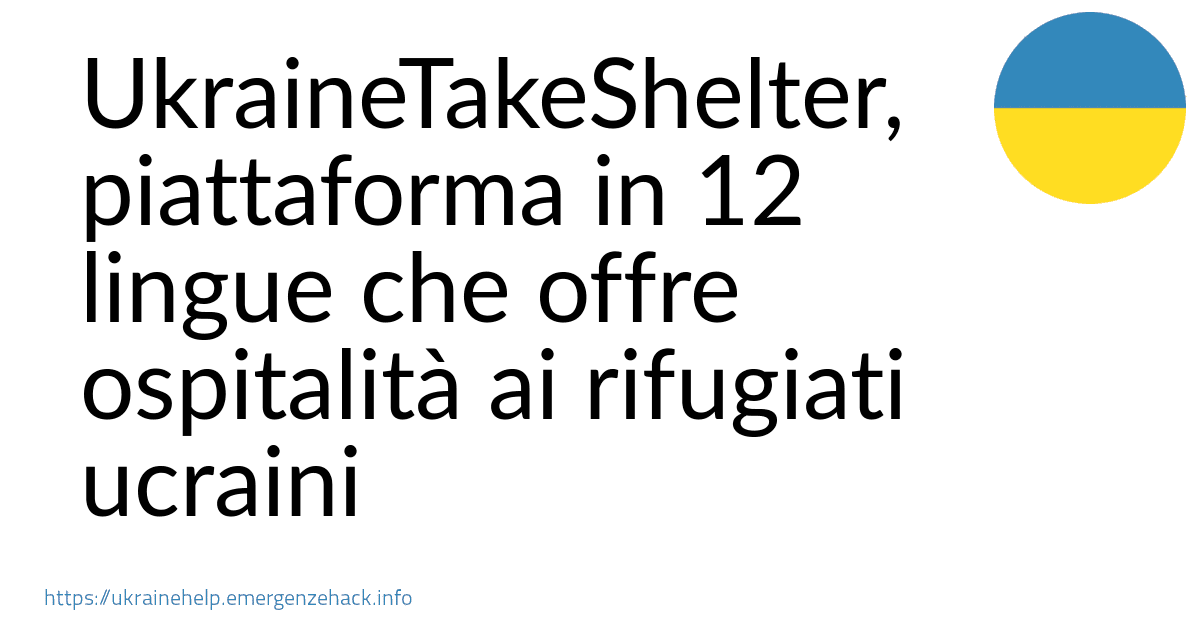 UkraineTakeShelter,
piattaforma in 12
lingue che offre
ospitalità ai rifugiati
ucraini
https://ukrainehelp.emergenzehack.info